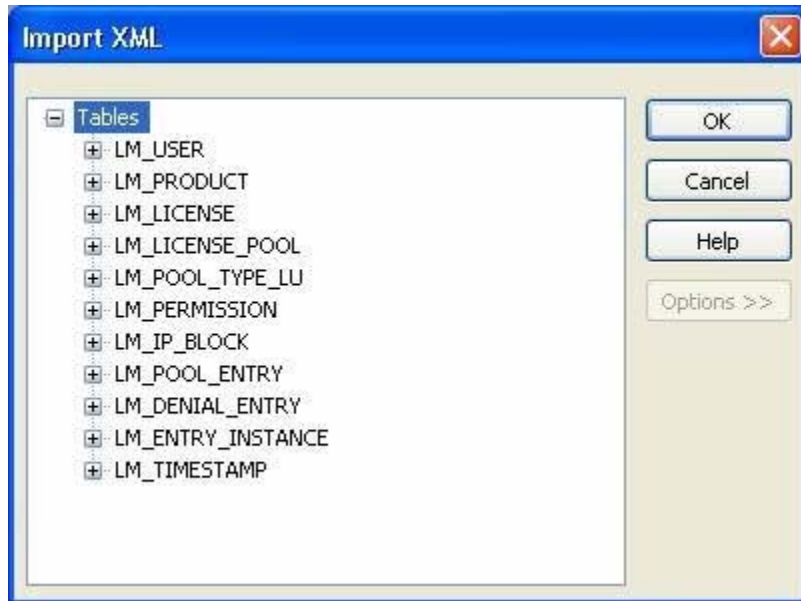 Import XML
Tables
LM_USER
LM_PRODUCT
LM_LICENSE
LM_LICENSE_POOL
LM_POOL_TYPE_LU
LM_PERMISSION
LM_IP_BLOCK
LM_POOL_ENTRY
LM_DENIAL_ENTRY
LM_ENTRY_INSTANCE
LM_TIMESTAMP
OK
Cancel
Help
Options >>